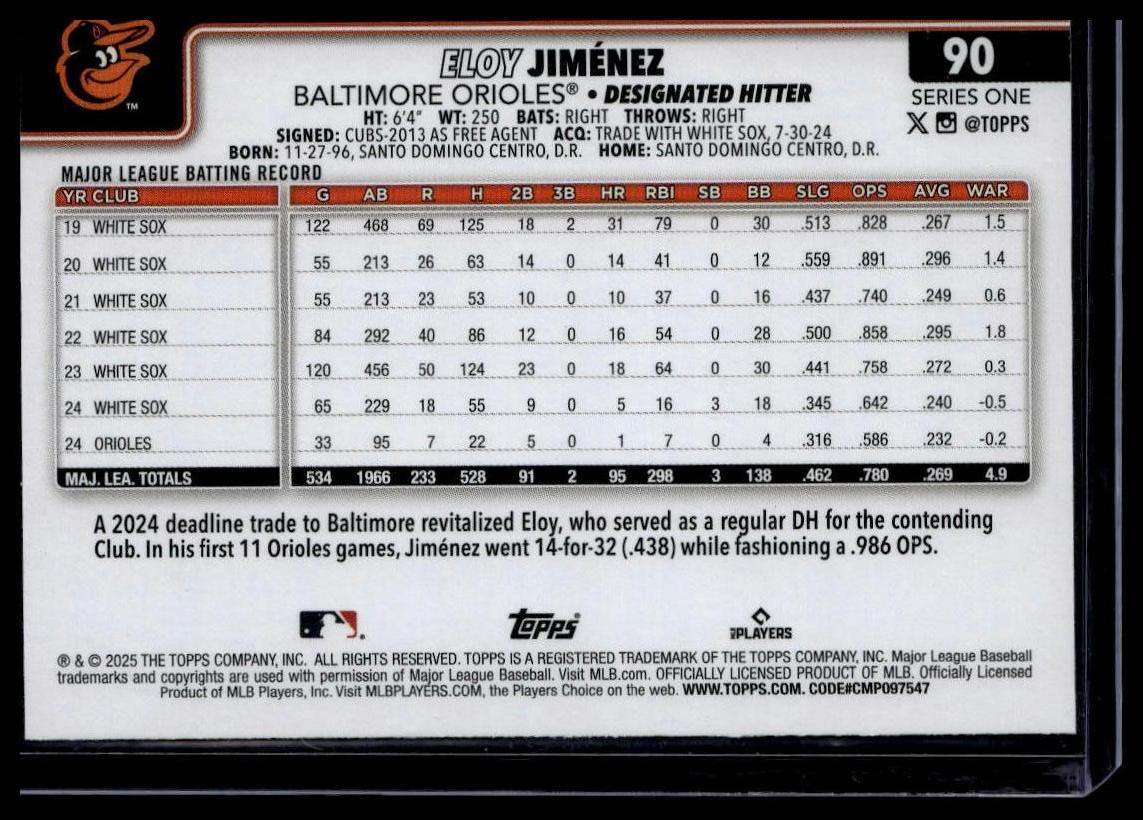 TM
ELOY JIMÉNEZ
90
BALTIMORE ORIOLES® • DESIGNATED HITTER
SERIES ONE
HT: 6'4" WT: 250 BATS: RIGHT THROWS: RIGHT
@TOPPS
SIGNED: CUBS-2013 AS FREE AGENT ACQ: TRADE WITH WHITE SOX, 7-30-24
BORN: 11-27-96, SANTO DOMINGO CENTRO, D.R. HOME: SANTO DOMINGO CENTRO, D.R.
MAJOR LEAGUE BATTING RECORD
YR CLUB G AB R H 2B 3B HR RBI SB BB SLG OPS AVG WAR
19 WHITE SOX 122 468 69 125 18 2 31 79 0 30 .513 .828 .267 1.5
20 WHITE SOX 55 213 26 63 14 0 14 41 0 12 .559 .891 .296 1.4
21 WHITE SOX 55 213 23 53 10 0 10 37 0 16 .437 .740 .249 0.6
22 WHITE SOX 84 292 40 86 12 0 16 54 0 28 .500 .858 .295 1.8
23 WHITE SOX 120 456 50 124 23 0 18 64 0 30 .441 .758 .272 0.3
24 WHITE SOX 65 229 18 55 9 0 5 16 3 18 .345 .642 .240 -0.5
24 ORIOLES 33 95 7 22 5 0 1 7 0 4 .316 .586 .232 -0.2
MAJ. LEA. TOTALS 534 1966 233 528 91 2 95 298 3 138 .462 .780 .269 4.9
A 2024 deadline trade to Baltimore revitalized Eloy, who served as a regular DH for the contending
Club. In his first 11 Orioles games, Jiménez went 14-for-32 (.438) while fashioning a .986 OPS.
Topps®
MLBPLAYERS
® & © 2025 THE TOPPS COMPANY, INC. ALL RIGHTS RESERVED. TOPPS IS A REGISTERED TRADEMARK OF THE TOPPS COMPANY, INC. Major League Baseball
trademarks and copyrights are used with permission of Major League Baseball. Visit MLB.com. OFFICIALLY LICENSED PRODUCT OF MLB. Officially Licensed
Product of MLB Players, Inc. Visit MLBPLAYERS.COM, the Players Choice on the web. WWW.TOPPS.COM. CODE#CMP097547